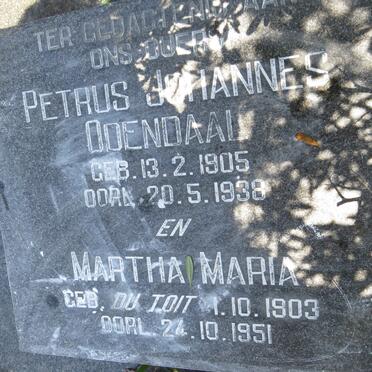 TER GEDAGTENIS AAN
ONS OUERS
PETRUS JOHANNES
ODENDAAL
GEB. 13.2.1905
OORL. 20.5.1938
EN
MARTHA MARIA
GEB. DU TOIT 1.10.1903
OORL. 24.10.1951